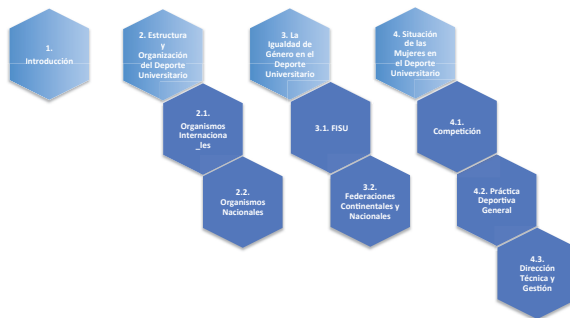 1.
Introducción
2. Estructura
y
Organización
del Deporte
Universitario
2.1.
Organismos
Internaciona
_les
2.2.
Organismos
Nacionales
3. La
Igualdad de
Género en el
Deporte
Universitario
3.1. FISU
3.2.
Federaciones
Continentales y
Nacionales
4. Situación
de las
Mujeres en
el Deporte
Universitario
4.1.
Competición
4.2. Práctica
Deportiva
General
4.3.
Dirección
Técnica y
Gestión